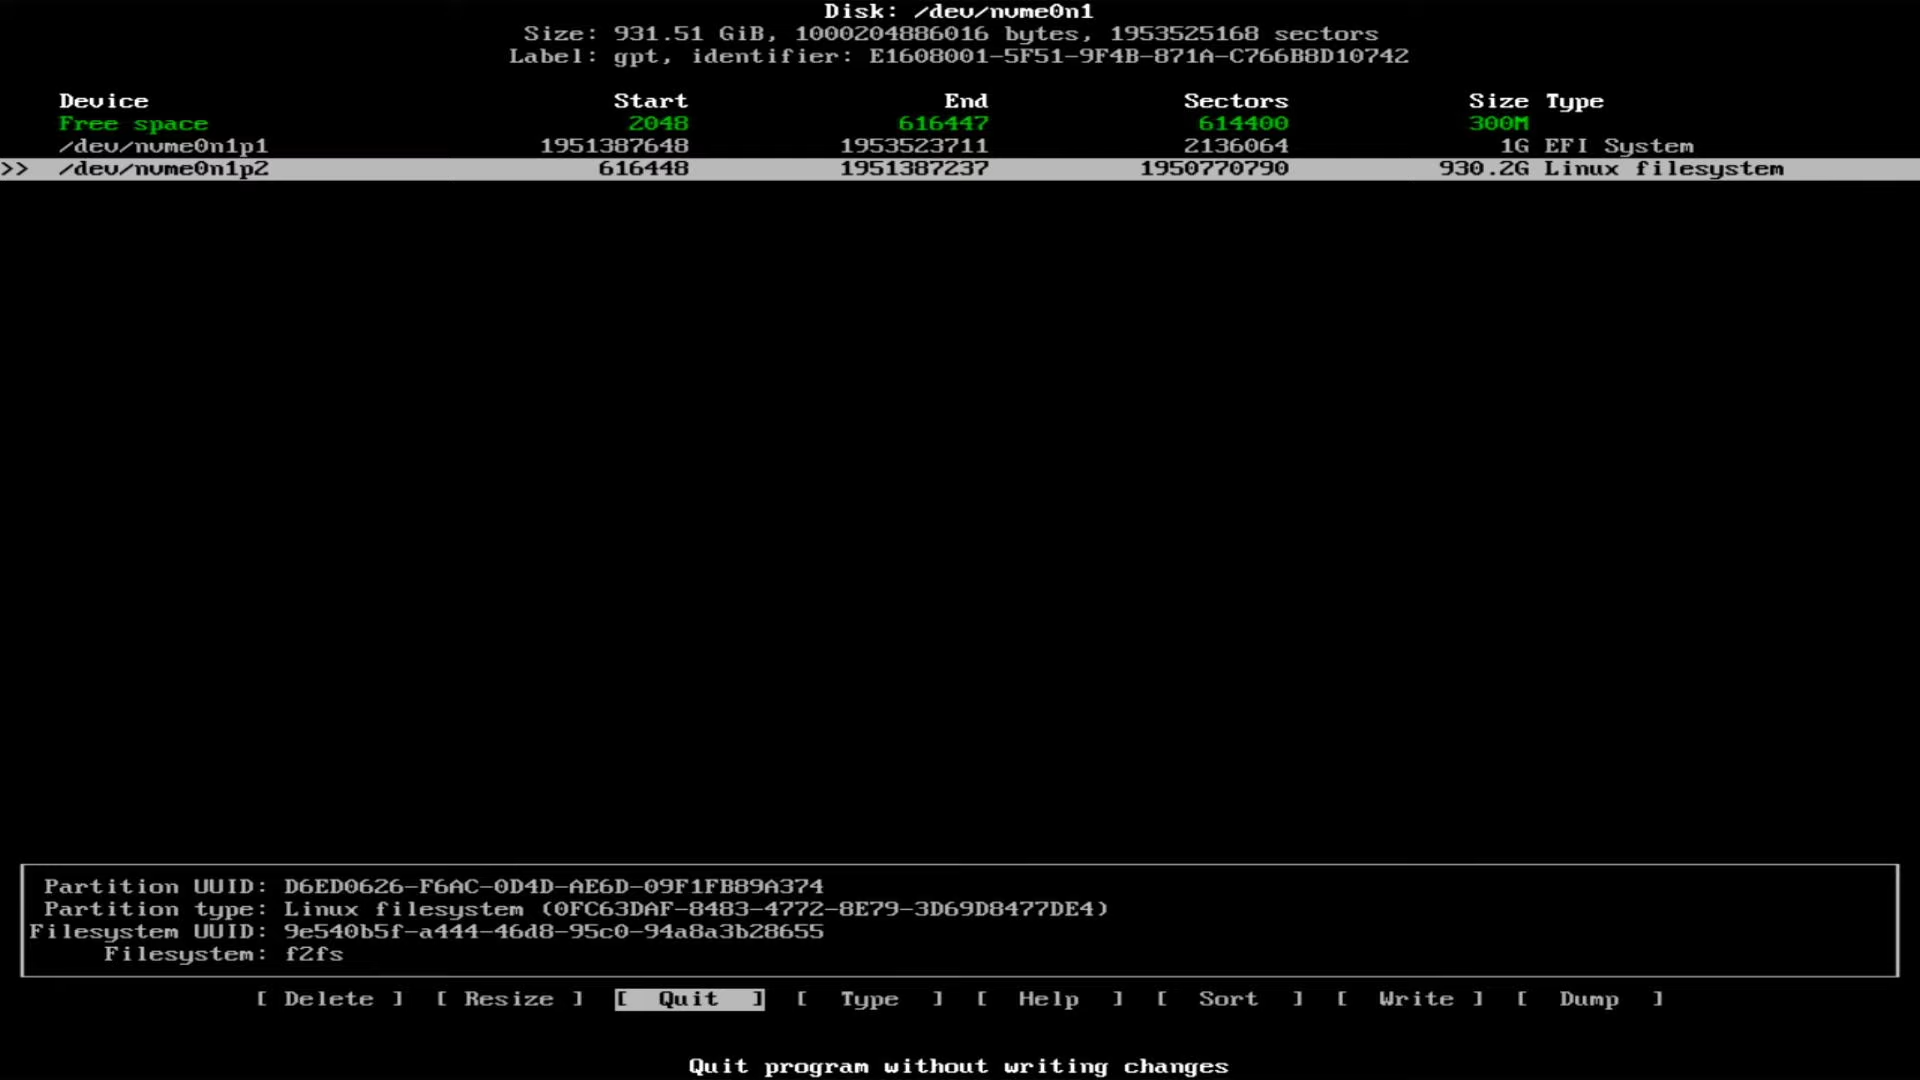 Disk: /dev/nvme0n1
Size: 931.51 GiB, 1000204886016 bytes, 1953525168 sectors
Label: gpt, identifier: E1608001-5F51-9F4B-871A-C766B8D10742
Device Start End Sectors Size Type
Free space 2048 616447 614400 300M
/dev/nvme0n1p1 1951387648 1953523711 2136064 1G EFI System
>> /dev/nvme0n1p2 616448 1951387237 1950770790 930.2G Linux filesystem
Partition UUID: D6ED0626-F6AC-0D4D-AE6D-09F1FB89A374
Partition type: Linux filesystem (0FC63DAF-8483-4772-8E79-3D69D8477DE4)
Filesystem UUID: 9e540b5f-a444-46d8-95c0-94a8a3b28655
Filesystem: f2fs
[ Delete ] [ Resize ] [ Quit ] [ Type ] [ Help ] [ Sort ] [ Write ] [ Dump ]
Quit program without writing changes